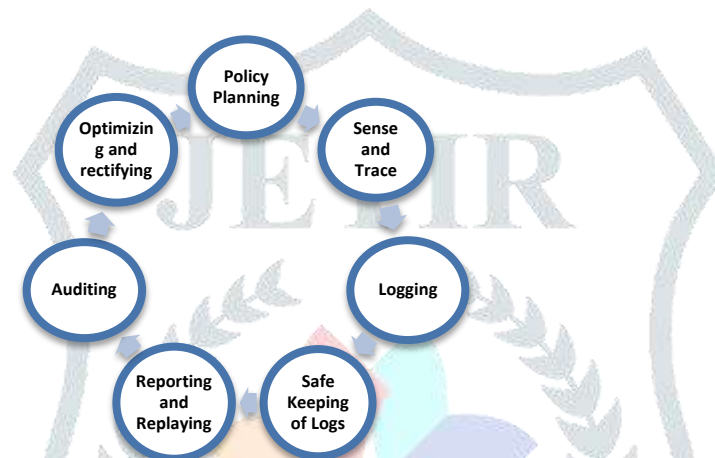 Policy
Planning
Sense
and
Trace
Logging
Safe
Keeping
of Logs
Reporting
and
Replaying
Auditing
Optimizin
g and
rectifying
JETIR